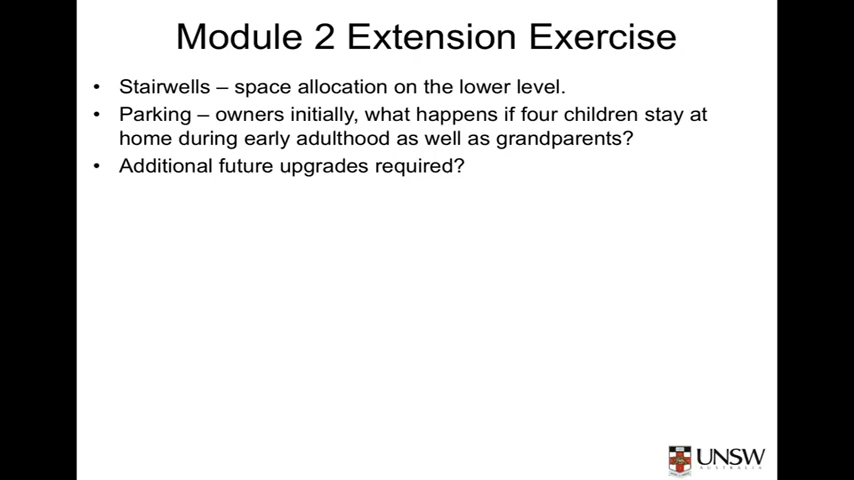 Module 2 Extension Exercise
• Stairwells – space allocation on the lower level.
• Parking – owners initially, what happens if four children stay at
home during early adulthood as well as grandparents?
• Additional future upgrades required?
UNSW
AUSTRALIA